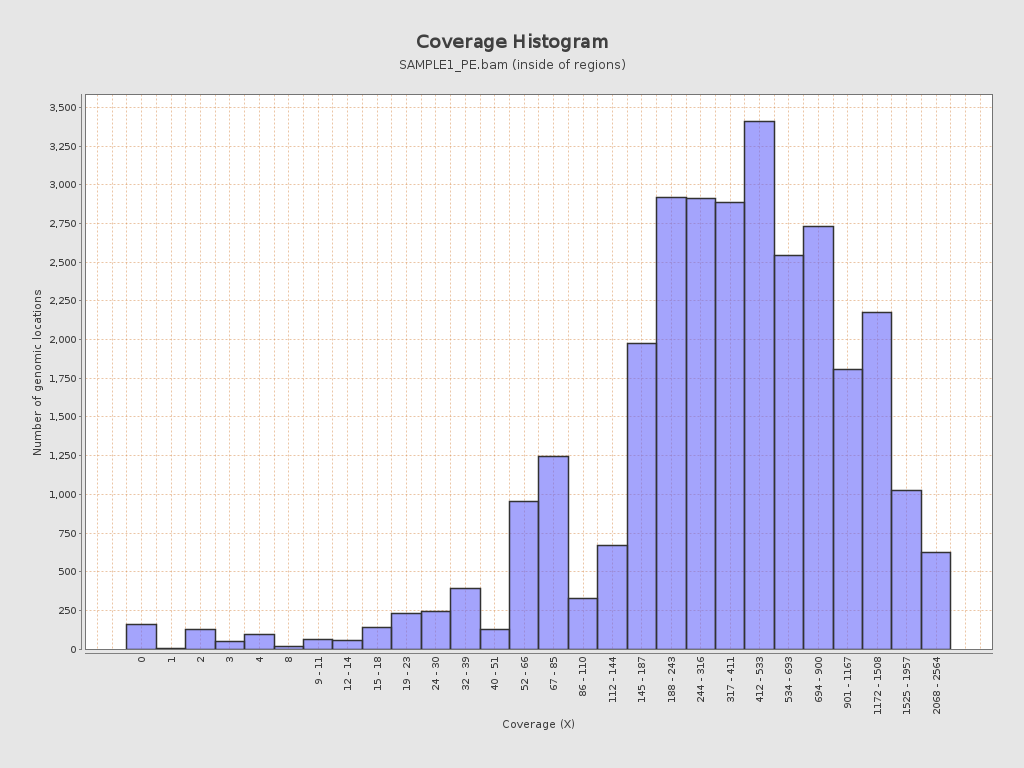 Coverage Histogram
SAMPLE1_PE.bam (inside of regions)
Number of genomic locations
3,500
3,250
3,000
2,750
2,500
2,250
2,000
1,750
1,500
1,250
1,000
750
500
250
0
0
1
2
3
4
8
9 - 11
12 - 14
15 - 18
19 - 23
24 - 30
32 - 39
40 - 51
52 - 66
67 - 85
86 - 110
112 - 144
145 - 187
188 - 243
244 - 316
317 - 411
412 - 533
534 - 693
694 - 900
901 - 1167
1172 - 1508
1525 - 1957
2068 - 2564
Coverage (X)